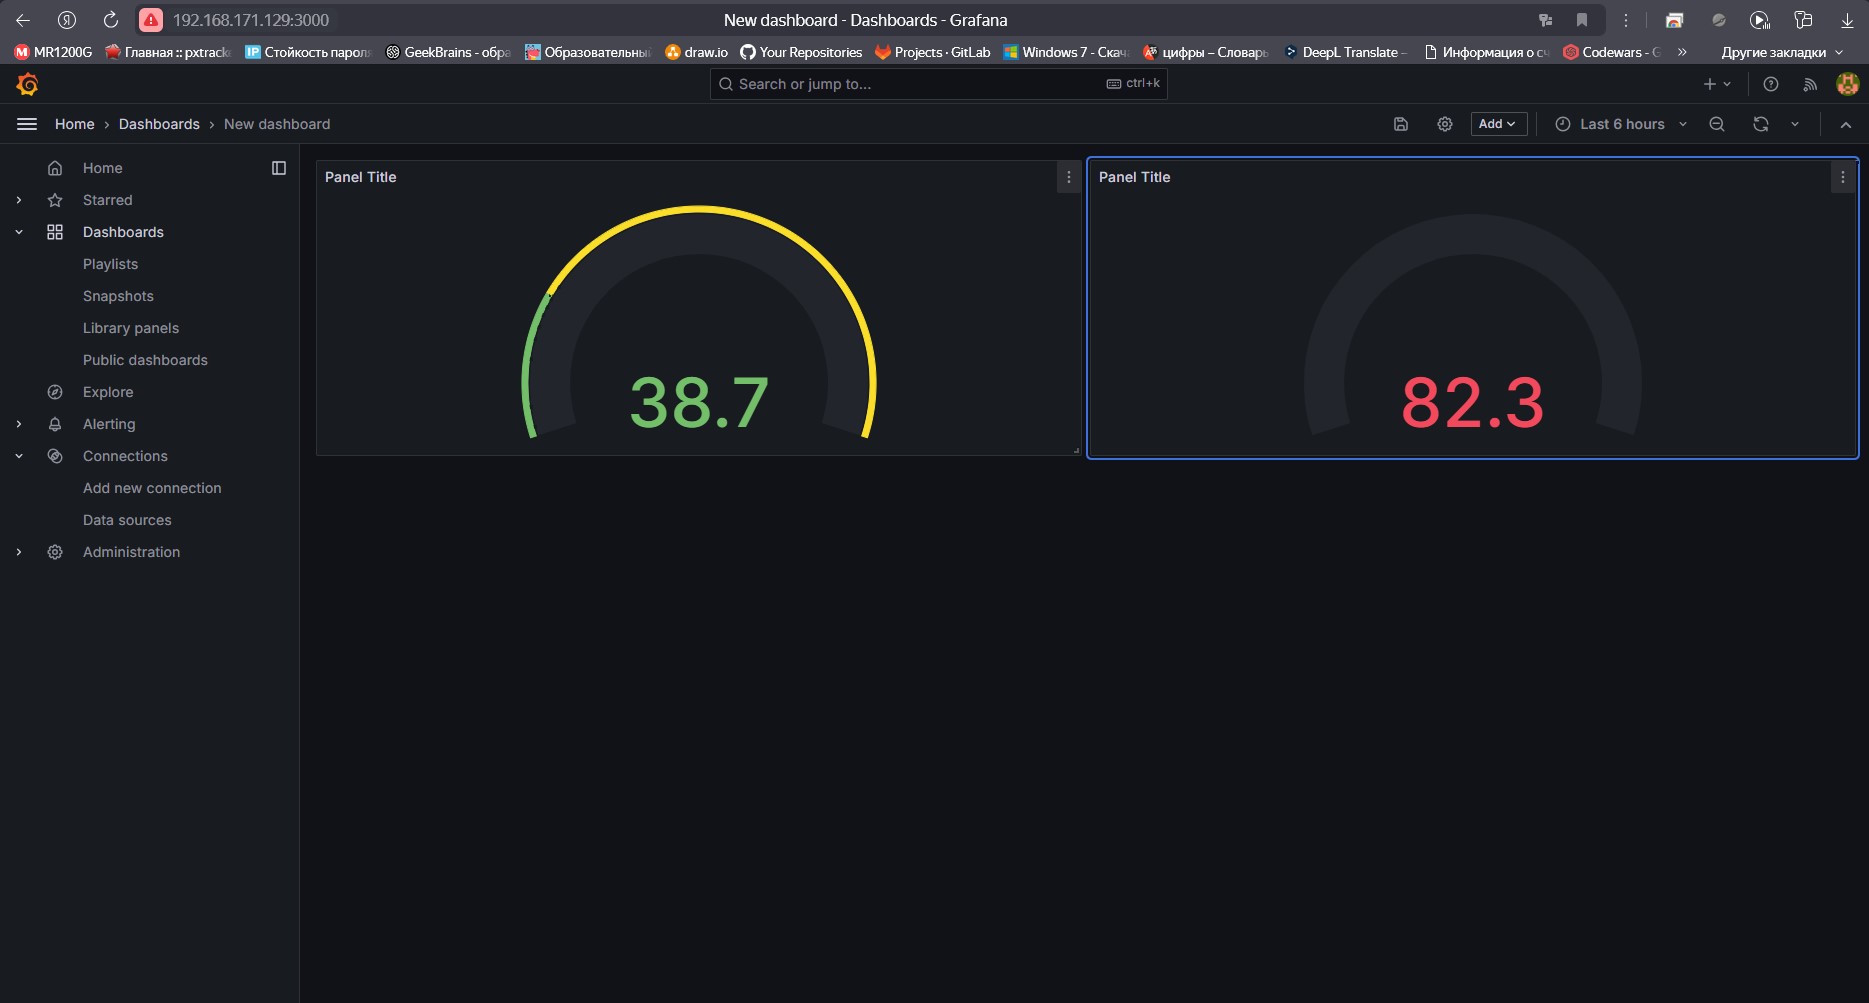 192.168.171.129:3000
New dashboard - Dashboards - Grafana
MR1200G
Главная :: pxtrack
IP Стойкость пароля
GeekBrains - обра
Образовательны
draw.io
Your Repositories
Projects · GitLab
Windows 7 - Скач
цифры – Словарь
DeepL Translate –
Информация о сч
Codewars - G
»
Другие закладки
Search or jump to...
ctrl+k
Home › Dashboards › New dashboard
Add
Last 6 hours
Home
Starred
Dashboards
Playlists
Snapshots
Library panels
Public dashboards
Explore
Alerting
Connections
Add new connection
Data sources
Administration
Panel Title
38.7
Panel Title
82.3